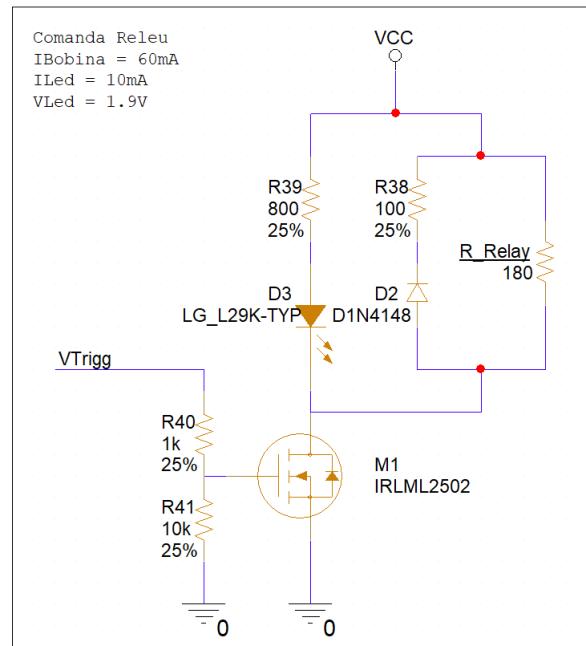 Comanda Releu
IBobina = 60mA
ILed = 10mA
VLed = 1.9V
VCC
R39
800
25%
R38
100
25%
R_Relay
180
D3
LG_L29K-TYP
D2
D1N4148
VTrigg
R40
1k
25%
M1
IRLML2502
R41
10k
25%
0
0